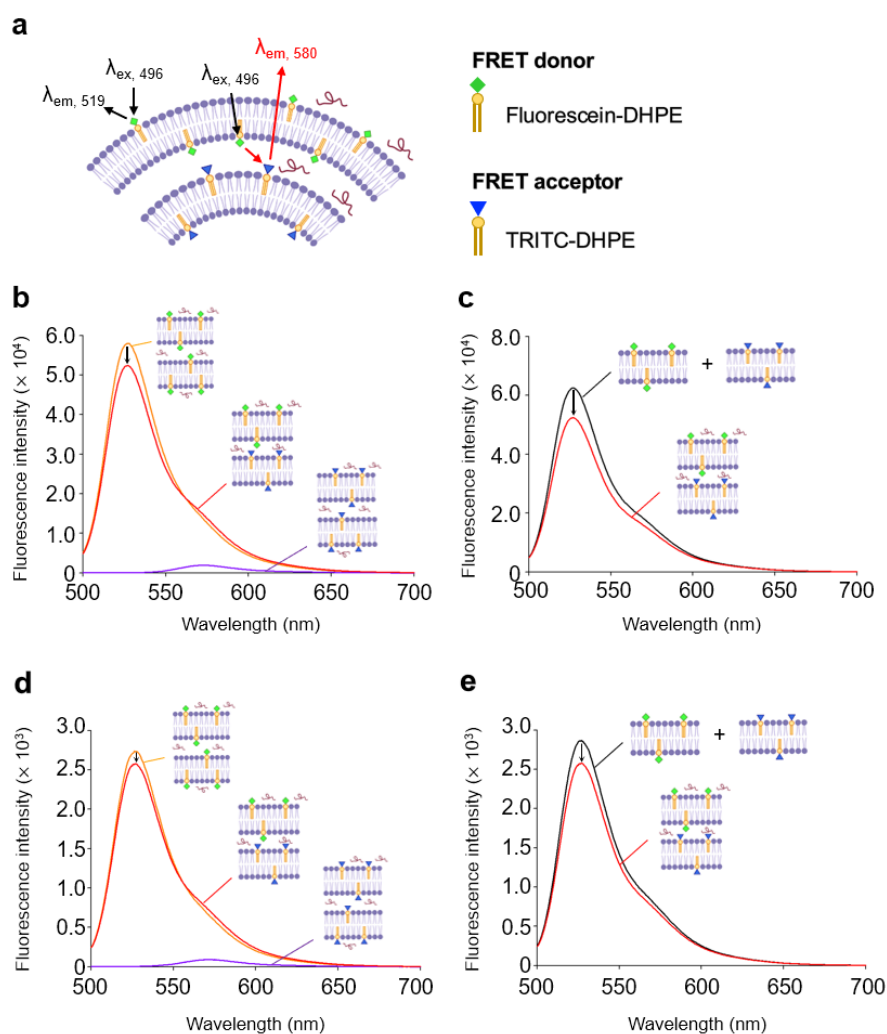 a
λex, 496
λem, 519
λex, 496
λem, 580
FRET donor
Fluorescein-DHPE
FRET acceptor
TRITC-DHPE
b
Fluorescence intensity (× 10⁴)
6.0
5.0
4.0
3.0
2.0
1.0
0
500
550
600
650
700
Wavelength (nm)
c
Fluorescence intensity (× 10⁴)
8.0
6.0
4.0
2.0
0
+
500
550
600
650
700
Wavelength (nm)
d
Fluorescence intensity (× 10³)
3.0
2.5
2.0
1.5
1.0
0.5
0
500
550
600
650
700
Wavelength (nm)
e
Fluorescence intensity (× 10³)
3.0
2.5
2.0
1.5
1.0
0.5
0
+
500
550
600
650
700
Wavelength (nm)